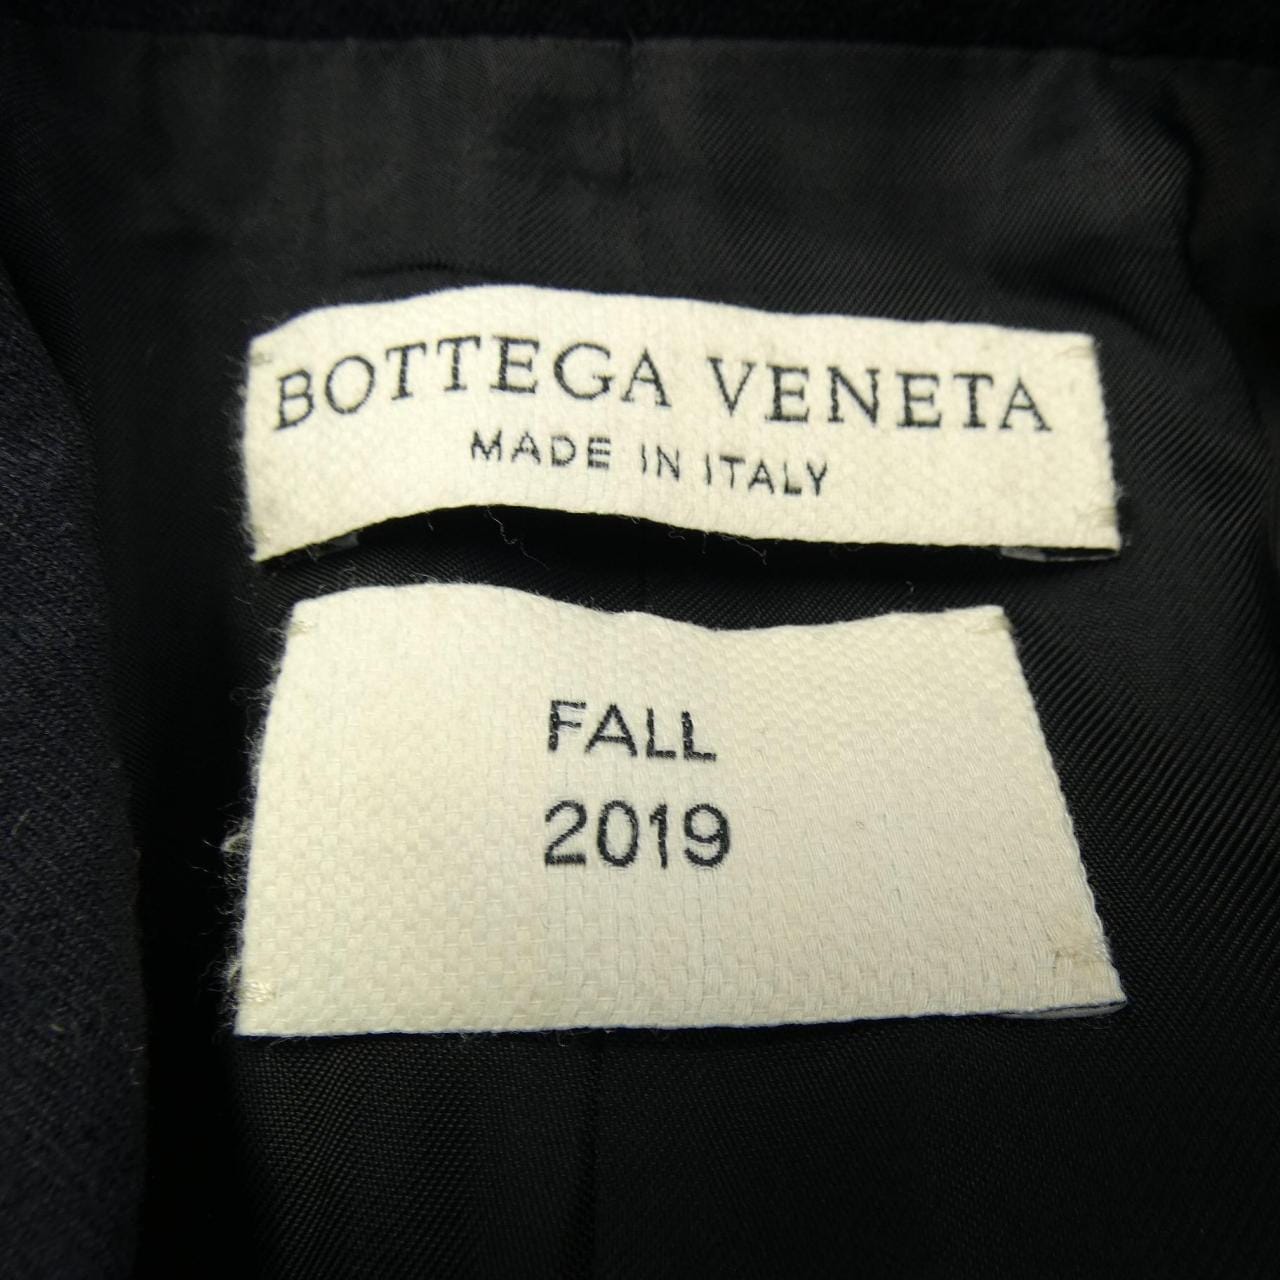 BOTTEGA VENETA
MADE IN ITALY
FALL
2019